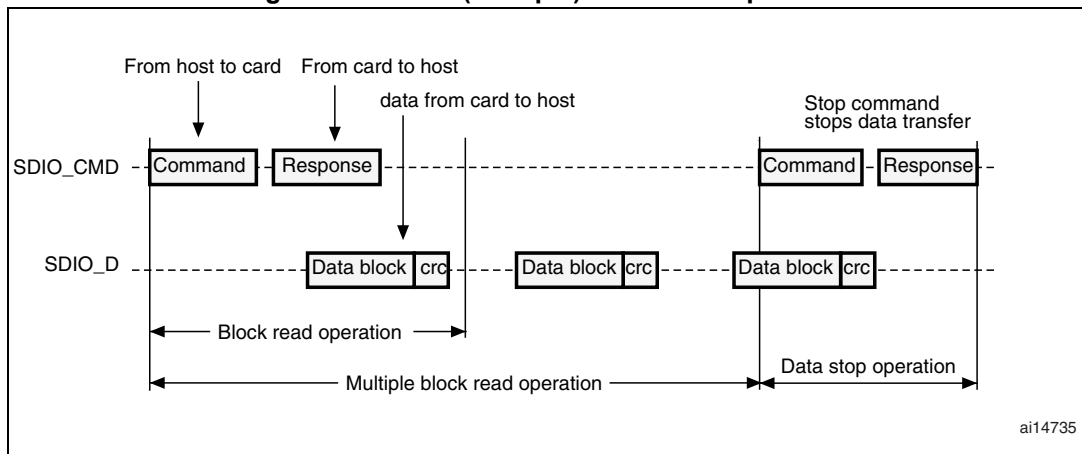 From host to card
From card to host
data from card to host
Stop command
stops data transfer
SDIO_CMD
Command
Response
Command
Response
SDIO_D
Data block
crc
Data block
crc
Data block
crc
Block read operation
Data stop operation
Multiple block read operation
ai14735